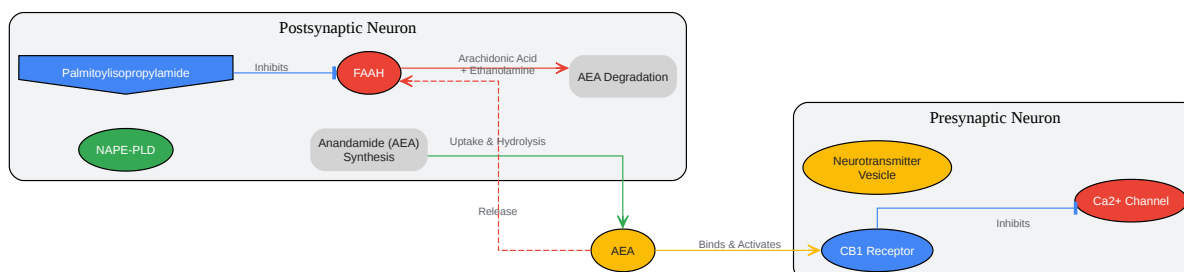 Postsynaptic Neuron
Palmitoylisopropylamide
Inhibits
FAAH
Arachidonic Acid
+ Ethanolamine
AEA Degradation
NAPE-PLD
Anandamide (AEA)
Synthesis
Uptake & Hydrolysis
Release
AEA
Binds & Activates
Presynaptic Neuron
Neurotransmitter
Vesicle
Ca2+ Channel
Inhibits
CB1 Receptor